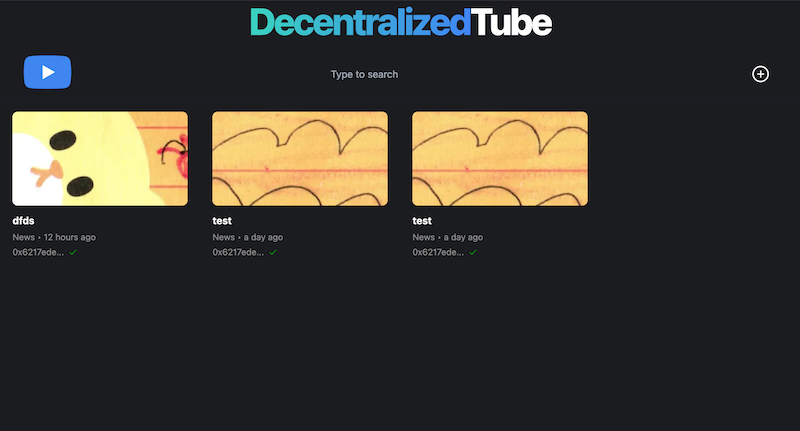 DecentralizedTube
Type to search
dfds
News • 12 hours ago
0x6217ede...
test
News • a day ago
0x6217ede...
test
News • a day ago
0x6217ede...